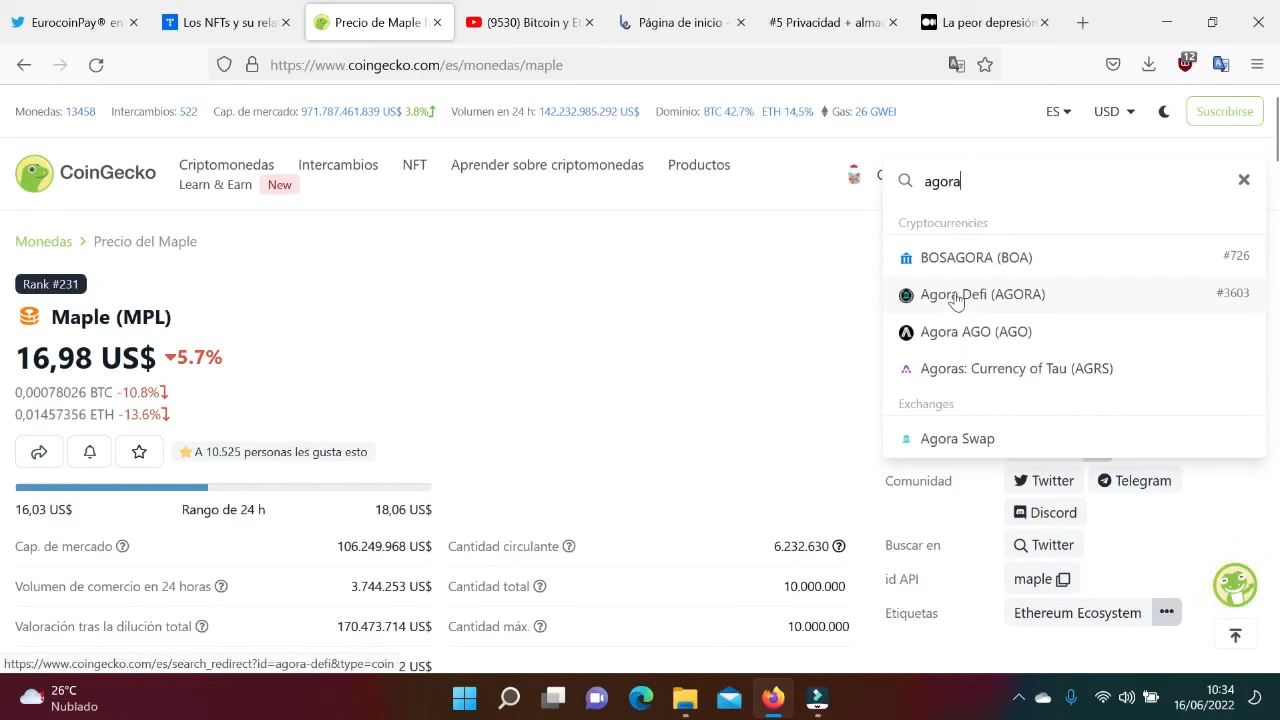 EurocoinPay® en
Los NFTs y su rela
Precio de Maple h
(9530) Bitcoin y Et
Página de inicio -
#5 Privacidad + alma
La peor depresión
https://www.coingecko.com/es/monedas/maple
12
Monedas: 13458 Intercambios: 522 Cap. de mercado: 971.787.461.839 US$ 3.8% Volumen en 24 h: 142.232.985.292 US$ Dominio: BTC 42,7% ETH 14,5% Gas: 26 GWEI
ES USD Suscribirse
CoinGecko
Criptomonedas Intercambios NFT Aprender sobre criptomonedas Productos
Learn & Earn New
agora
Cryptocurrencies
BOSAGORA (BOA) #726
Agora Defi (AGORA) #3603
Agora AGO (AGO)
Agoras: Currency of Tau (AGRS)
Exchanges
Agora Swap
Monedas > Precio del Maple
Rank #231
Maple (MPL)
16,98 US$ 5.7%
0,00078026 BTC -10.8%
0,01457356 ETH -13.6%
A 10.525 personas les gusta esto
16,03 US$ Rango de 24 h 18,06 US$
Cap. de mercado 106.249.968 US$
Cantidad circulante 6.232.630
Volumen de comercio en 24 horas 3.744.253 US$
Cantidad total 10.000.000
Valoración tras la dilución total 170.473.714 US$
Cantidad máx. 10.000.000
Comunidad Twitter Telegram
Discord
Buscar en Twitter
id API maple
Etiquetas Ethereum Ecosystem
https://www.coingecko.com/es/search_redirect?id=agora-defi&type=coin
2 US$
26°C
Nublado
10:34
16/06/2022